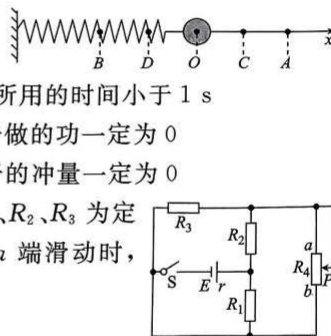 B D O C A x
所用的时间小于 1 s
做的功一定为 0
的冲量一定为 0
、R₂、R₃ 为定
端滑动时,
R₃
R₂
a
S
E r
R₄
P
R₁
b